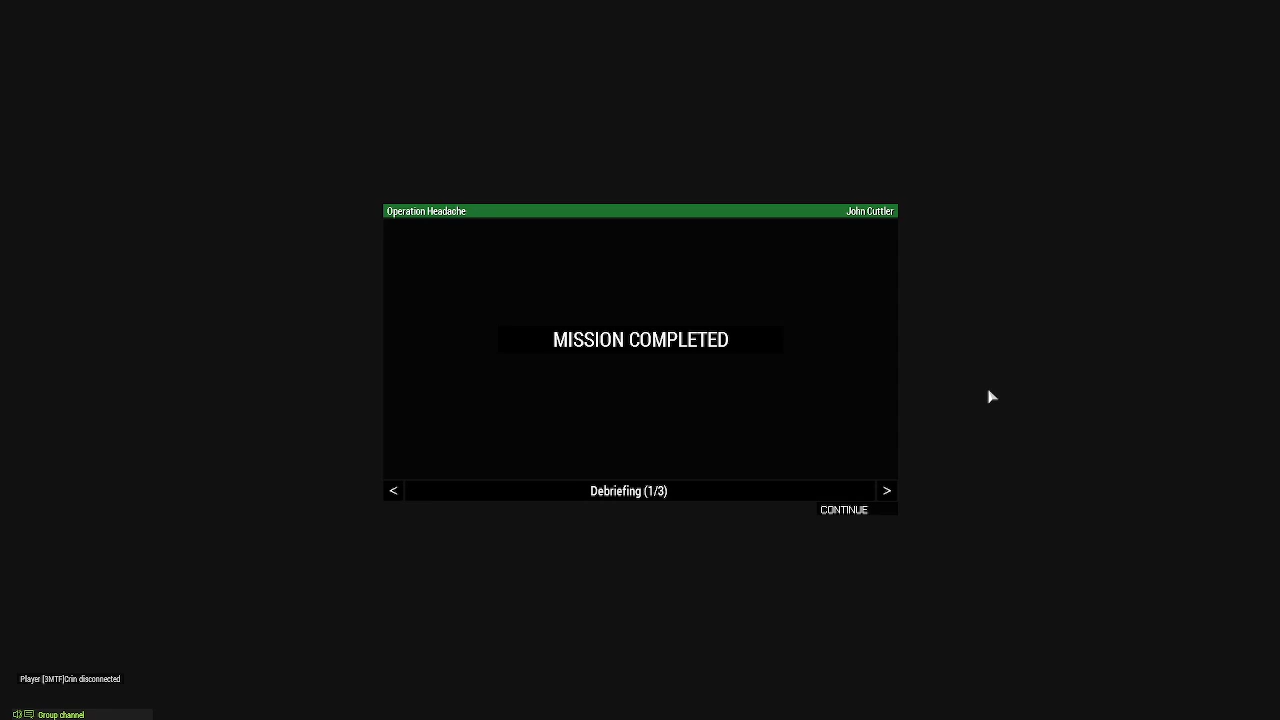 Operation Headache John Cuttler
MISSION COMPLETED
< Debriefing (1/3) >
CONTINUE
Player [3MTF]Crin disconnected
Group channel